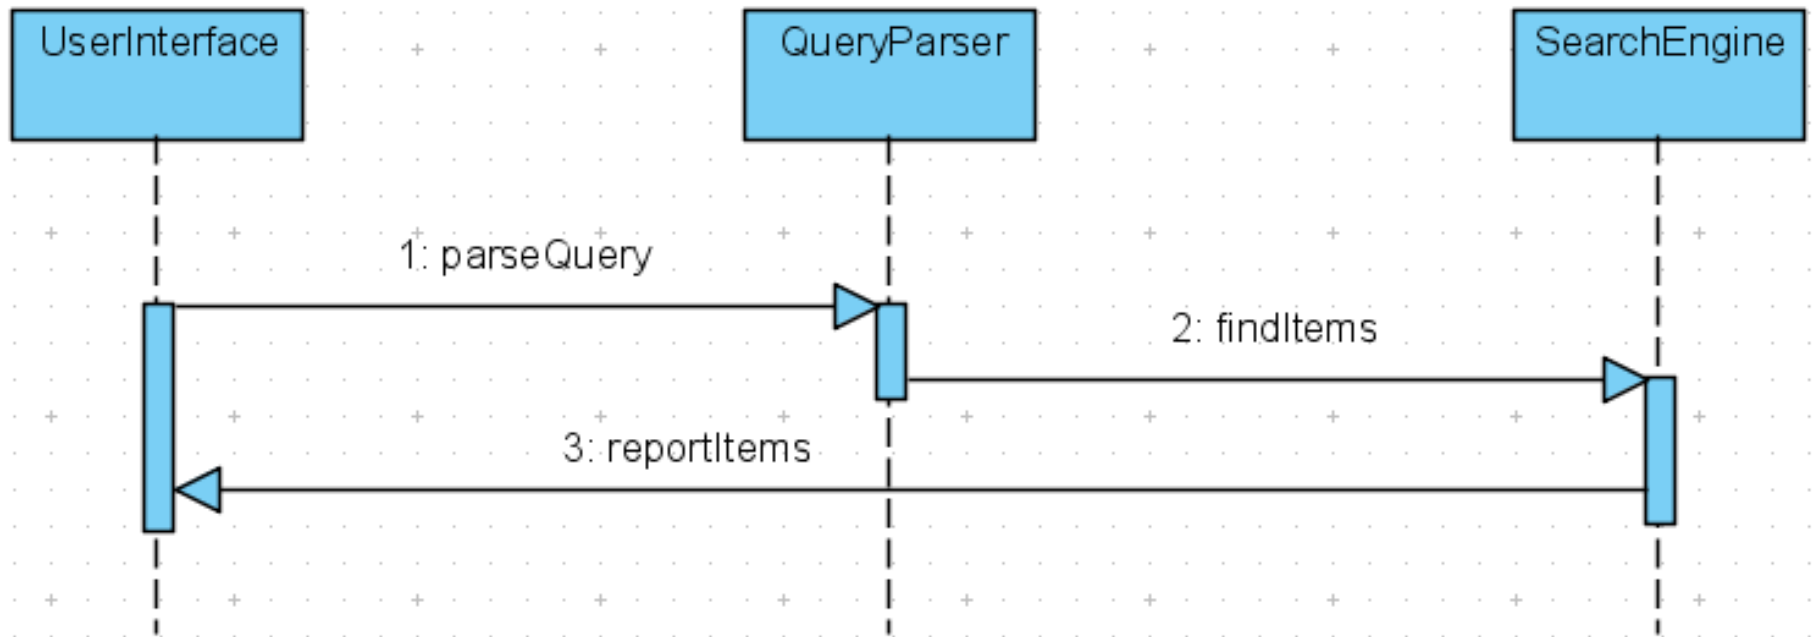 UserInterface
QueryParser
SearchEngine
1: parseQuery
2: findItems
3: reportItems